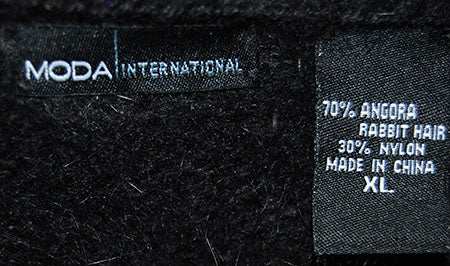 MODA INTERNATIONAL
70% ANGORA
RABBIT HAIR
30% NYLON
MADE IN CHINA
XL